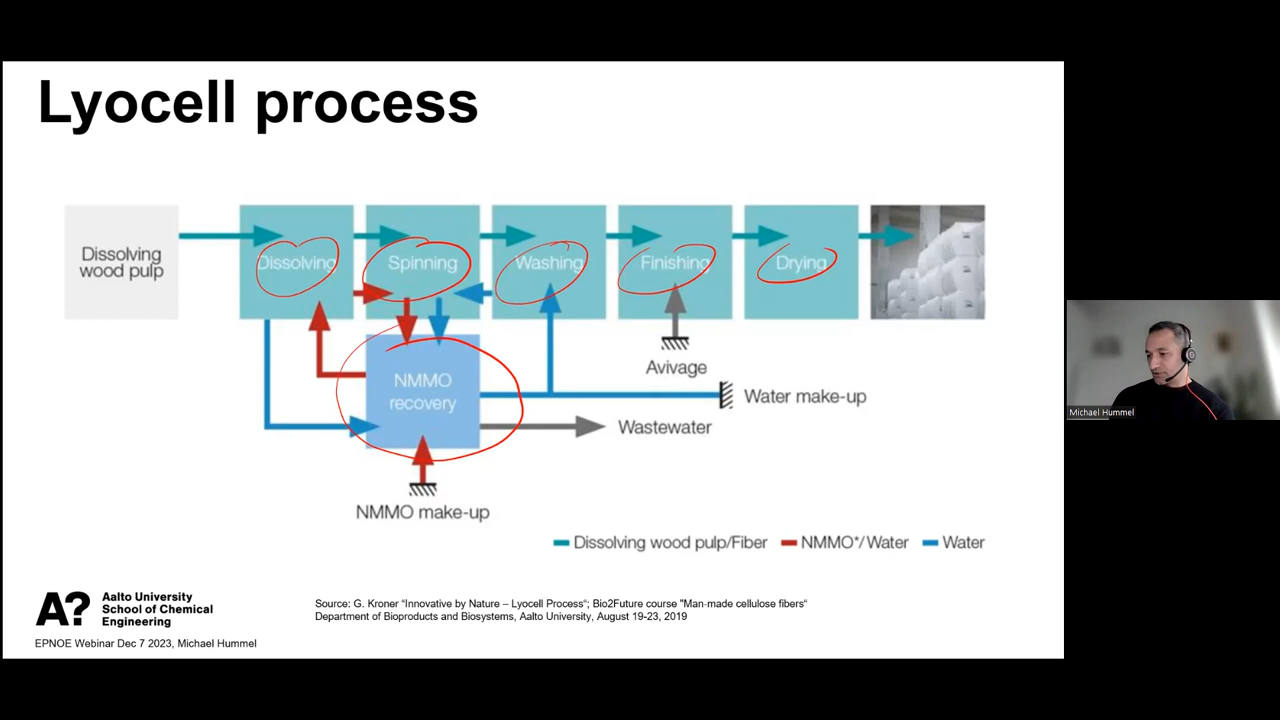 Lyocell process
Dissolving
wood pulp
Dissolving
Spinning
Washing
Finishing
Drying
NMMO
recovery
Avivage
Water make-up
Wastewater
NMMO make-up
Dissolving wood pulp/Fiber
NMMO*/Water
Water
A?
Aalto University
School of Chemical
Engineering
Source: G. Kroner “Innovative by Nature – Lyocell Process“; Bio2Future course "Man-made cellulose fibers“
Department of Bioproducts and Biosystems, Aalto University, August 19-23, 2019
EPNOE Webinar Dec 7 2023, Michael Hummel
Michael Hummel